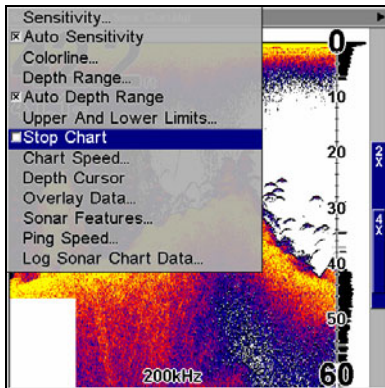 Sensitivity...
Auto Sensitivity
Colorline...
Depth Range...
Auto Depth Range
Upper And Lower Limits...
Stop Chart
Chart Speed...
Depth Cursor
Overlay Data...
Sonar Features...
Ping Speed...
Log Sonar Chart Data...
0
10
20
30
40
50
60
200kHz
2X
4X